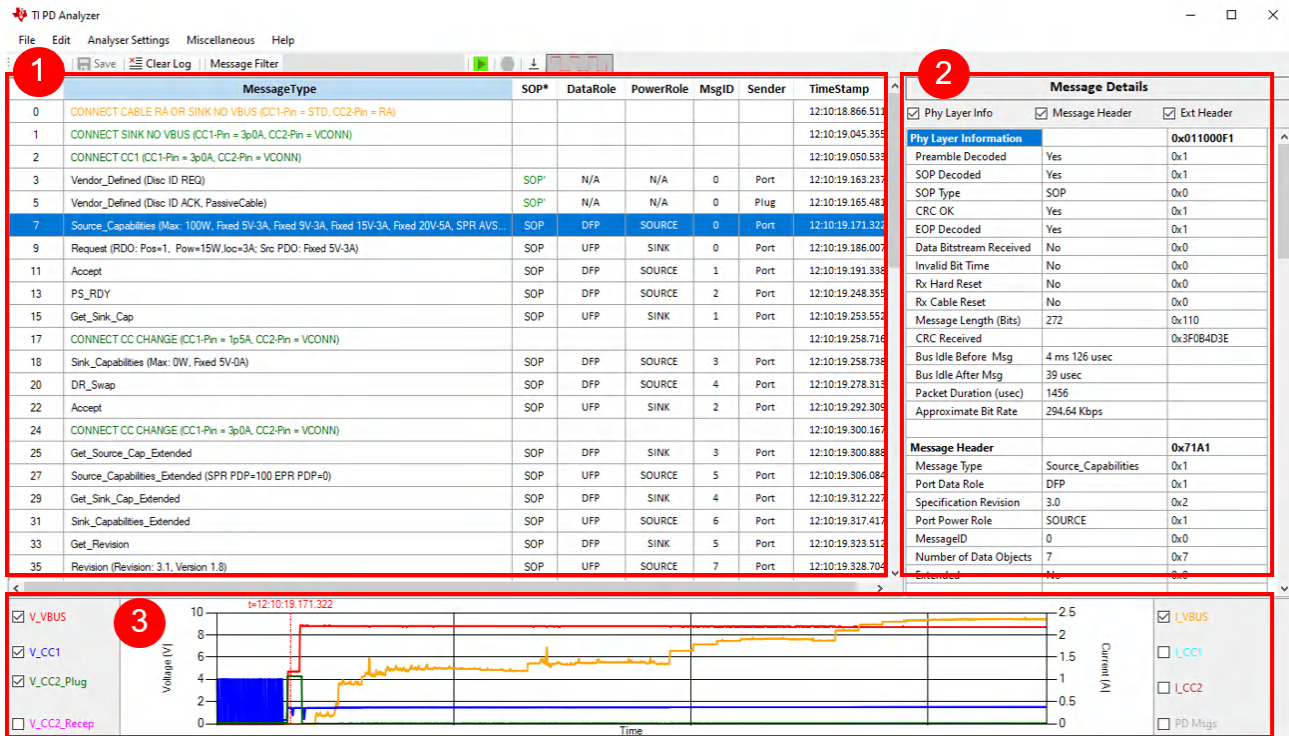 TI PD Analyzer
File Edit Analyser Settings Miscellaneous Help
Save Clear Log Message Filter
1
MessageType SOP* DataRole PowerRole MsgID Sender TimeStamp
0 CONNECT CABLE RA OR SINK NO VBUS (CC1-Pin = STD, CC2-Pin = RA) 12:10:18.866.511
1 CONNECT SINK NO VBUS (CC1-Pin = 3p0A, CC2-Pin = VCONN) 12:10:19.045.355
2 CONNECT CC1 (CC1-Pin = 3p0A, CC2-Pin = VCONN) 12:10:19.050.533
3 Vendor_Defined (Disc ID REQ) SOP' N/A N/A 0 Port 12:10:19.163.237
5 Vendor_Defined (Disc ID ACK, PassiveCable) SOP' N/A N/A 0 Plug 12:10:19.165.481
7 Source_Capabilties (Max: 100W, Fixed 5V-3A, Fixed 9V-3A, Fixed 15V-3A, Fixed 20V-5A, SPR AVS... SOP DFP SOURCE 0 Port 12:10:19.171.322
9 Request (RDO: Pos=1, Pow=15W,Ioc=3A; Src PDO: Fixed 5V-3A) SOP UFP SINK 0 Port 12:10:19.186.007
11 Accept SOP DFP SOURCE 1 Port 12:10:19.191.338
13 PS_RDY SOP DFP SOURCE 2 Port 12:10:19.248.355
15 Get_Sink_Cap SOP UFP SINK 1 Port 12:10:19.253.552
17 CONNECT CC CHANGE (CC1-Pin = 1p5A, CC2-Pin = VCONN) 12:10:19.258.716
18 Sink_Capabilities (Max: 0W, Fixed 5V-0A) SOP DFP SOURCE 3 Port 12:10:19.258.738
20 DR_Swap SOP DFP SOURCE 4 Port 12:10:19.278.313
22 Accept SOP UFP SINK 2 Port 12:10:19.292.309
24 CONNECT CC CHANGE (CC1-Pin = 3p0A, CC2-Pin = VCONN) 12:10:19.300.167
25 Get_Source_Cap_Extended SOP DFP SINK 3 Port 12:10:19.300.888
27 Source_Capabilities_Extended (SPR PDP=100 EPR PDP=0) SOP UFP SOURCE 5 Port 12:10:19.306.084
29 Get_Sink_Cap_Extended SOP DFP SINK 4 Port 12:10:19.312.227
31 Sink_Capabilities_Extended SOP UFP SOURCE 6 Port 12:10:19.317.417
33 Get_Revision SOP DFP SINK 5 Port 12:10:19.323.512
35 Revision (Revision: 3.1, Version 1.8) SOP UFP SOURCE 7 Port 12:10:19.328.704
2
Message Details
Phy Layer Info Message Header Ext Header
Phy Layer Information 0x011000F1
Preamble Decoded Yes 0x1
SOP Decoded Yes 0x1
SOP Type SOP 0x0
CRC OK Yes 0x1
EOP Decoded Yes 0x1
Data Bitstream Received No 0x0
Invalid Bit Time No 0x0
Rx Hard Reset No 0x0
Rx Cable Reset No 0x0
Message Length (Bits) 272 0x110
CRC Received 0x3F0B4D3E
Bus Idle Before Msg 4 ms 126 usec
Bus Idle After Msg 39 usec
Packet Duration (usec) 1456
Approximate Bit Rate 294.64 Kbps
Message Header 0x71A1
Message Type Source_Capabilities 0x1
Port Data Role DFP 0x1
Specification Revision 3.0 0x2
Port Power Role SOURCE 0x1
MessageID 0 0x0
Number of Data Objects 7 0x7
Extended No 0x0
3
V_VBUS
V_CC1
V_CC2_Plug
V_CC2_Recep
t=12:10:19.171.322
Voltage [V]
10
8
6
4
2
0
Time
2.5
2
1.5
1
0.5
0
Current (A)
I_VBUS
I_CC1
I_CC2
PD Msgs